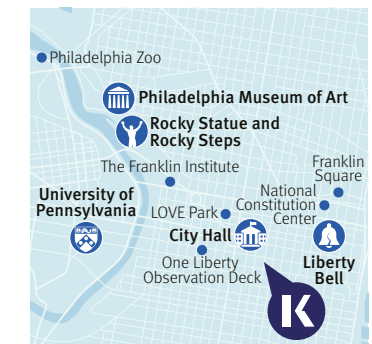 Philadelphia Zoo
Philadelphia Museum of Art
Rocky Statue and
Rocky Steps
The Franklin Institute
Franklin
Square
University of
Pennsylvania
National
Constitution
Center
LOVE Park
City Hall
One Liberty
Observation Deck
Liberty
Bell
K